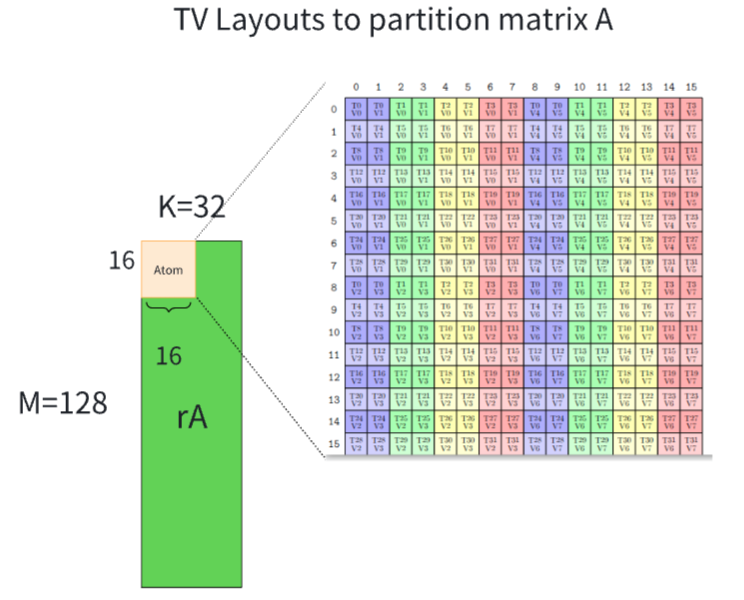 TV Layouts to partition matrix A
K=32
16
Atom
16
M=128
rA
0 1 2 3 4 5 6 7 8 9 10 11 12 13 14 15
0 T0 T0 T1 T1 T2 T2 T3 T3 T0 T0 T1 T1 T2 T2 T3 T3
V0 V1 V0 V1 V0 V1 V0 V1 V4 V5 V4 V5 V4 V5 V4 V5
1 T4 T4 T5 T5 T6 T6 T7 T7 T4 T4 T5 T5 T6 T6 T7 T7
V0 V1 V0 V1 V0 V1 V0 V1 V4 V5 V4 V5 V4 V5 V4 V5
2 T8 T8 T9 T9 T10 T10 T11 T11 T8 T8 T9 T9 T10 T10 T11 T11
V0 V1 V0 V1 V0 V1 V0 V1 V4 V5 V4 V5 V4 V5 V4 V5
3 T12 T12 T13 T13 T14 T14 T15 T15 T12 T12 T13 T13 T14 T14 T15 T15
V0 V1 V0 V1 V0 V1 V0 V1 V4 V5 V4 V5 V4 V5 V4 V5
4 T16 T16 T17 T17 T18 T18 T19 T19 T16 T16 T17 T17 T18 T18 T19 T19
V0 V1 V0 V1 V0 V1 V0 V1 V4 V5 V4 V5 V4 V5 V4 V5
5 T20 T20 T21 T21 T22 T22 T23 T23 T20 T20 T21 T21 T22 T22 T23 T23
V0 V1 V0 V1 V0 V1 V0 V1 V4 V5 V4 V5 V4 V5 V4 V5
6 T24 T24 T25 T25 T26 T26 T27 T27 T24 T24 T25 T25 T26 T26 T27 T27
V0 V1 V0 V1 V0 V1 V0 V1 V4 V5 V4 V5 V4 V5 V4 V5
7 T28 T28 T29 T29 T30 T30 T31 T31 T28 T28 T29 T29 T30 T30 T31 T31
V0 V1 V0 V1 V0 V1 V0 V1 V4 V5 V4 V5 V4 V5 V4 V5
8 T0 T0 T1 T1 T2 T2 T3 T3 T0 T0 T1 T1 T2 T2 T3 T3
V2 V3 V2 V3 V2 V3 V2 V3 V6 V7 V6 V7 V6 V7 V6 V7
9 T4 T4 T5 T5 T6 T6 T7 T7 T4 T4 T5 T5 T6 T6 T7 T7
V2 V3 V2 V3 V2 V3 V2 V3 V6 V7 V6 V7 V6 V7 V6 V7
10 T8 T8 T9 T9 T10 T10 T11 T11 T8 T8 T9 T9 T10 T10 T11 T11
V2 V3 V2 V3 V2 V3 V2 V3 V6 V7 V6 V7 V6 V7 V6 V7
11 T12 T12 T13 T13 T14 T14 T15 T15 T12 T12 T13 T13 T14 T14 T15 T15
V2 V3 V2 V3 V2 V3 V2 V3 V6 V7 V6 V7 V6 V7 V6 V7
12 T16 T16 T17 T17 T18 T18 T19 T19 T16 T16 T17 T17 T18 T18 T19 T19
V2 V3 V2 V3 V2 V3 V2 V3 V6 V7 V6 V7 V6 V7 V6 V7
13 T20 T20 T21 T21 T22 T22 T23 T23 T20 T20 T21 T21 T22 T22 T23 T23
V2 V3 V2 V3 V2 V3 V2 V3 V6 V7 V6 V7 V6 V7 V6 V7
14 T24 T24 T25 T25 T26 T26 T27 T27 T24 T24 T25 T25 T26 T26 T27 T27
V2 V3 V2 V3 V2 V3 V2 V3 V6 V7 V6 V7 V6 V7 V6 V7
15 T28 T28 T29 T29 T30 T30 T31 T31 T28 T28 T29 T29 T30 T30 T31 T31
V2 V3 V2 V3 V2 V3 V2 V3 V6 V7 V6 V7 V6 V7 V6 V7